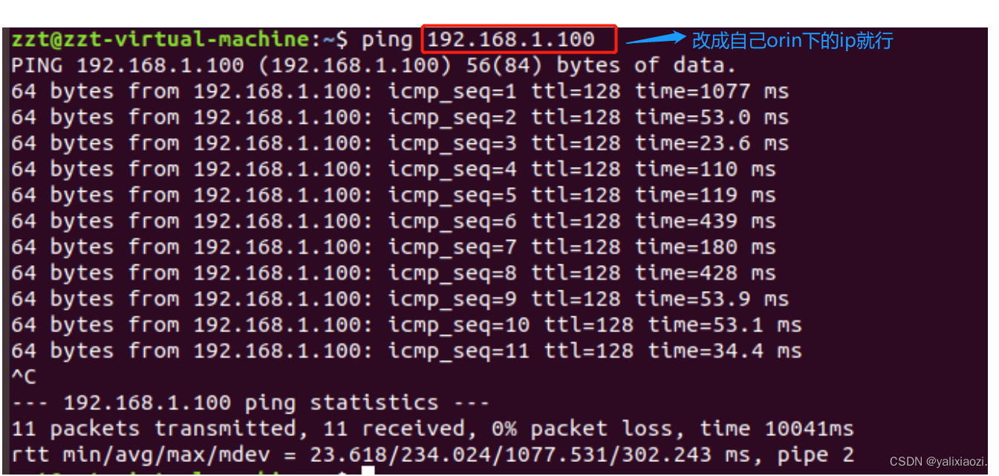 zzt@zzt-virtual-machine:~$ ping 192.168.1.100 改成自己orin下的ip就行
PING 192.168.1.100 (192.168.1.100) 56(84) bytes of data.
64 bytes from 192.168.1.100: icmp_seq=1 ttl=128 time=1077 ms
64 bytes from 192.168.1.100: icmp_seq=2 ttl=128 time=53.0 ms
64 bytes from 192.168.1.100: icmp_seq=3 ttl=128 time=23.6 ms
64 bytes from 192.168.1.100: icmp_seq=4 ttl=128 time=110 ms
64 bytes from 192.168.1.100: icmp_seq=5 ttl=128 time=119 ms
64 bytes from 192.168.1.100: icmp_seq=6 ttl=128 time=439 ms
64 bytes from 192.168.1.100: icmp_seq=7 ttl=128 time=180 ms
64 bytes from 192.168.1.100: icmp_seq=8 ttl=128 time=428 ms
64 bytes from 192.168.1.100: icmp_seq=9 ttl=128 time=53.9 ms
64 bytes from 192.168.1.100: icmp_seq=10 ttl=128 time=53.1 ms
64 bytes from 192.168.1.100: icmp_seq=11 ttl=128 time=34.4 ms
^C
--- 192.168.1.100 ping statistics ---
11 packets transmitted, 11 received, 0% packet loss, time 10041ms
rtt min/avg/max/mdev = 23.618/234.024/1077.531/302.243 ms, pipe 2
CSDN @yalixiaozi.